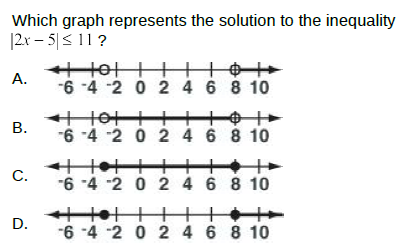 Which graph represents the solution to the inequality
|2x – 5| ≤ 11 ?
A.
-6 -4 -2 0 2 4 6 8 10
B.
-6 -4 -2 0 2 4 6 8 10
C.
-6 -4 -2 0 2 4 6 8 10
D.
-6 -4 -2 0 2 4 6 8 10